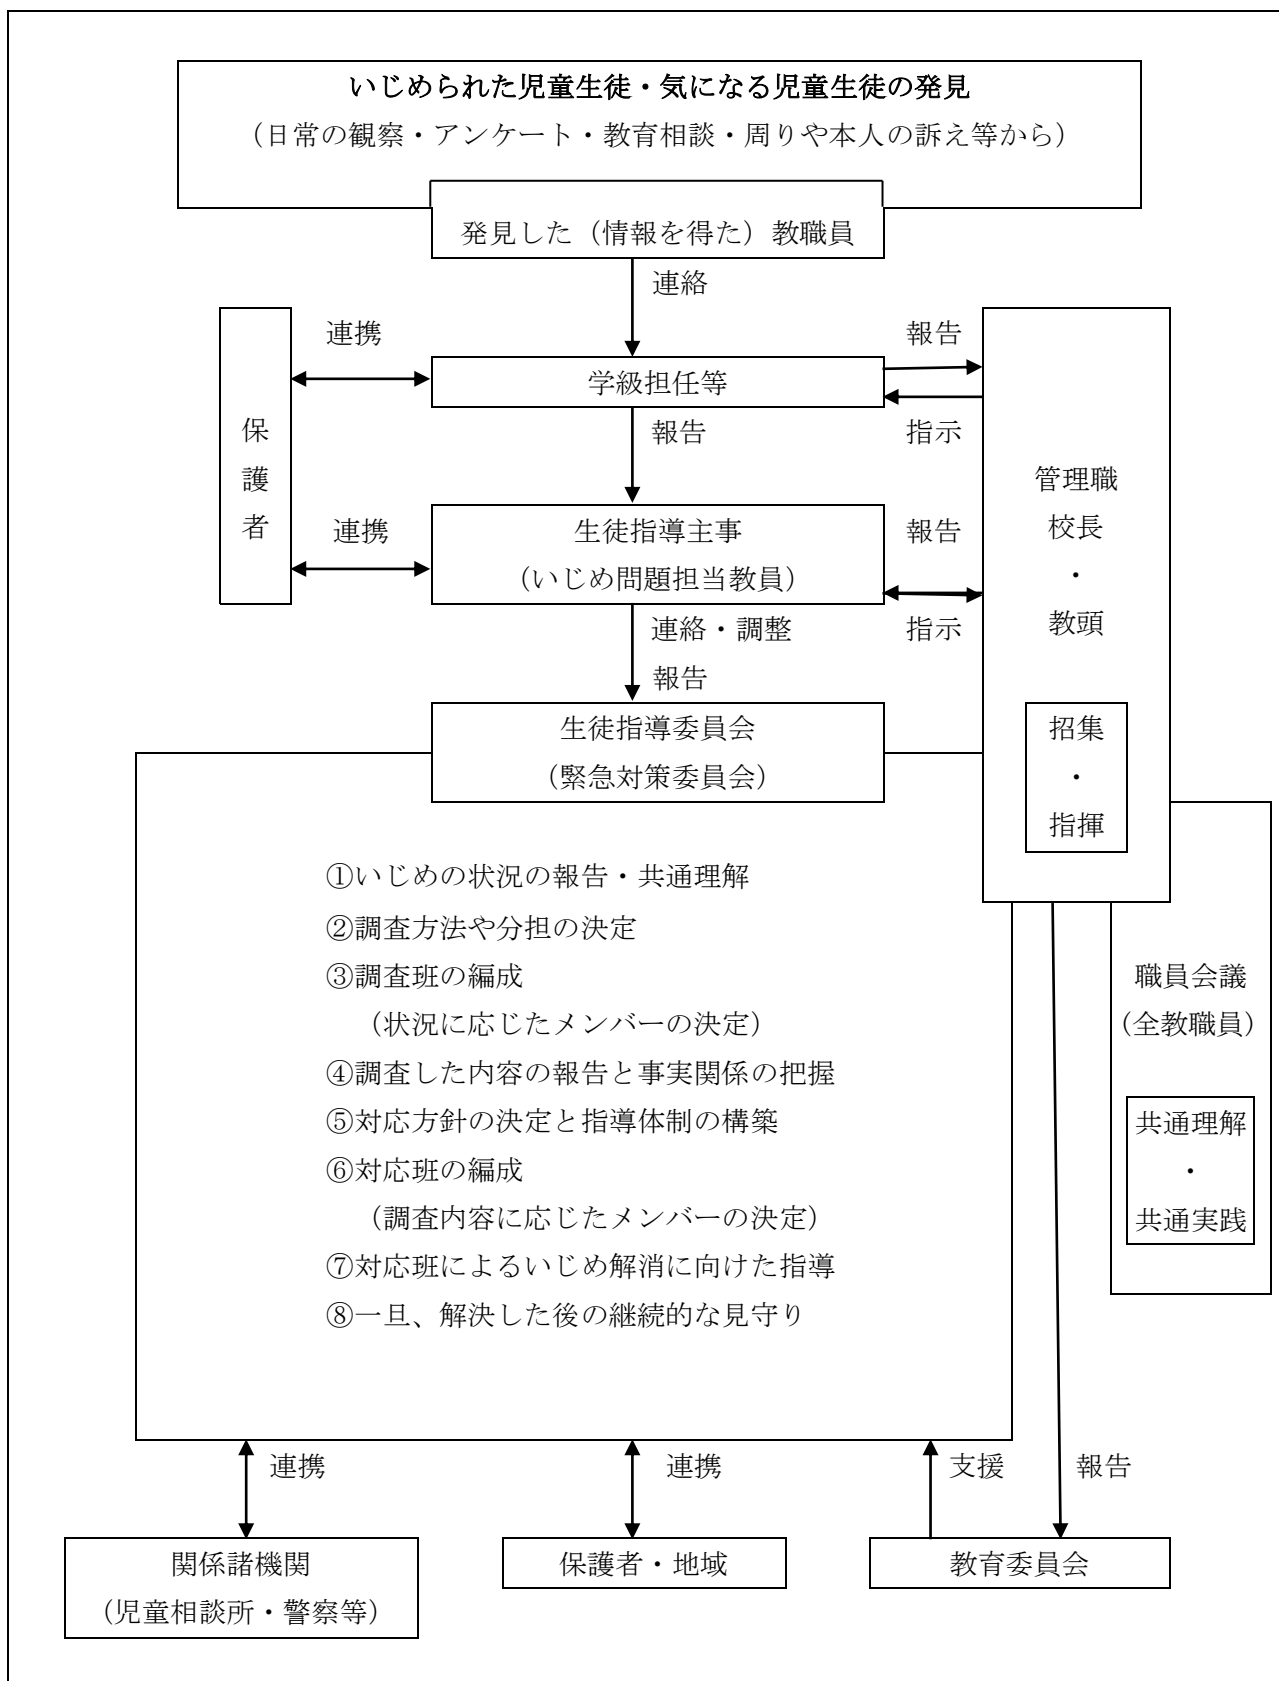 いじめられた児童生徒・気になる児童生徒の発見
（日常の観察・アンケート・教育相談・周りや本人の訴え等から）
発見した（情報を得た）教職員
連絡
連携
報告
学級担任等
報告
指示
保
護
者
管理職
校長
・
教頭
連携
生徒指導主事
（いじめ問題担当教員）
報告
連絡・調整
指示
報告
生徒指導委員会
（緊急対策委員会）
招集
・
指揮
①いじめの状況の報告・共通理解
②調査方法や分担の決定
③調査班の編成
（状況に応じたメンバーの決定）
④調査した内容の報告と事実関係の把握
⑤対応方針の決定と指導体制の構築
⑥対応班の編成
（調査内容に応じたメンバーの決定）
⑦対応班によるいじめ解消に向けた指導
⑧一旦、解決した後の継続的な見守り
職員会議
（全教職員）
共通理解
・
共通実践
連携
連携
支援
報告
関係諸機関
（児童相談所・警察等）
保護者・地域
教育委員会